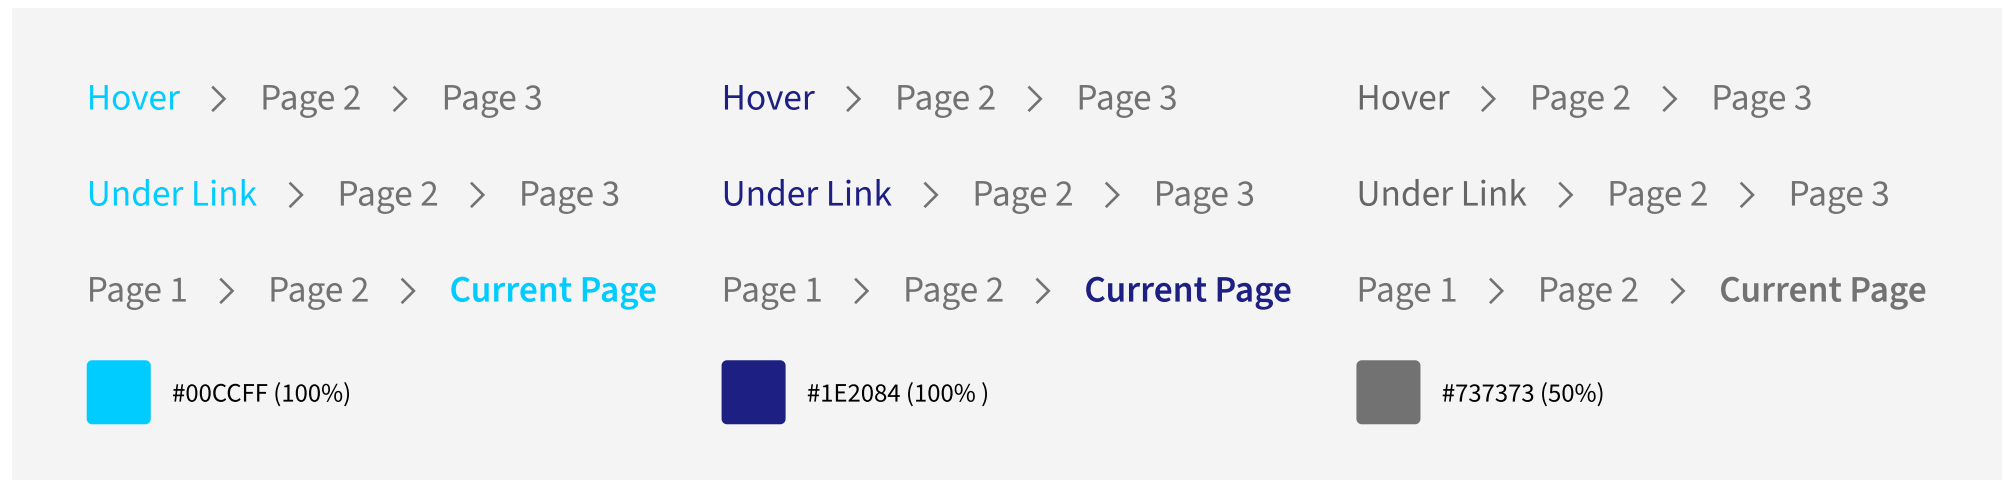 Hover > Page 2 > Page 3 Hover > Page 2 > Page 3 Hover > Page 2 > Page 3
Under Link > Page 2 > Page 3 Under Link > Page 2 > Page 3 Under Link > Page 2 > Page 3
Page 1 > Page 2 > Current Page Page 1 > Page 2 > Current Page Page 1 > Page 2 > Current Page
#00CCFF (100%) #1E2084 (100% ) #737373 (50%)